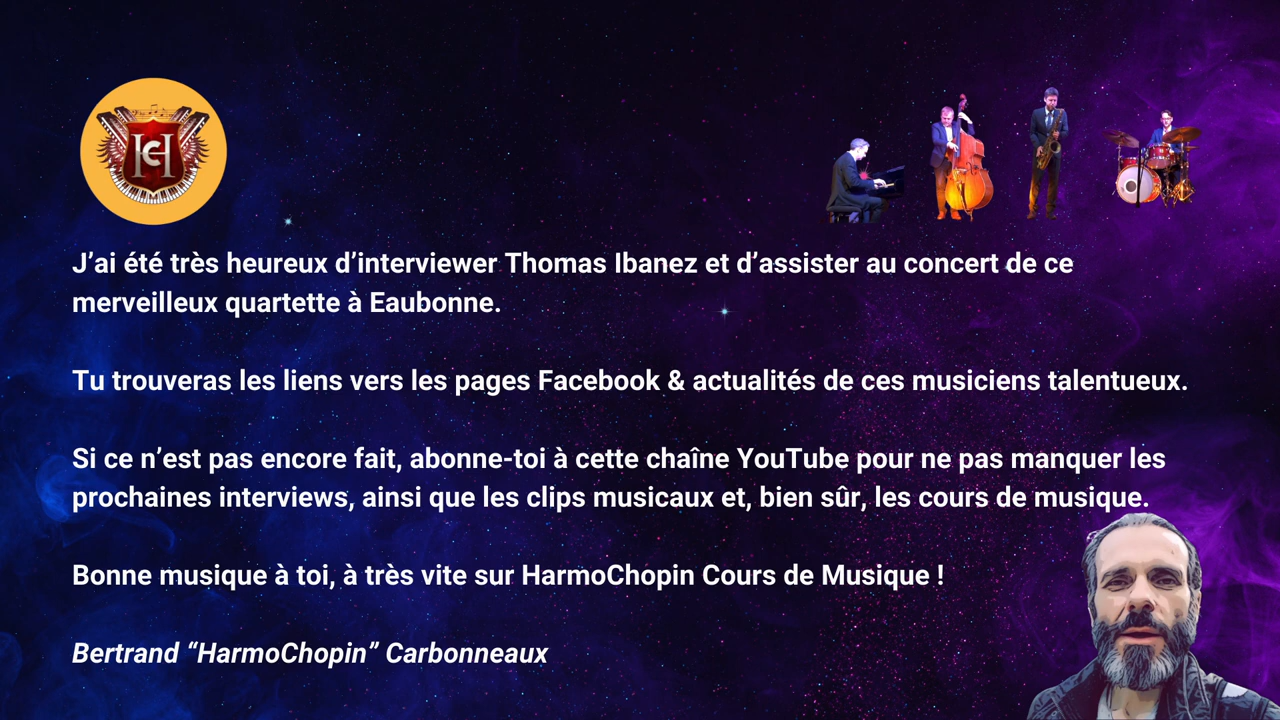 HC
J’ai été très heureux d’interviewer Thomas Ibanez et d’assister au concert de ce
merveilleux quartette à Eaubonne.
Tu trouveras les liens vers les pages Facebook & actualités de ces musiciens talentueux.
Si ce n’est pas encore fait, abonne-toi à cette chaîne YouTube pour ne pas manquer les
prochaines interviews, ainsi que les clips musicaux et, bien sûr, les cours de musique.
Bonne musique à toi, à très vite sur HarmoChopin Cours de Musique !
Bertrand “HarmoChopin” Carbonneaux